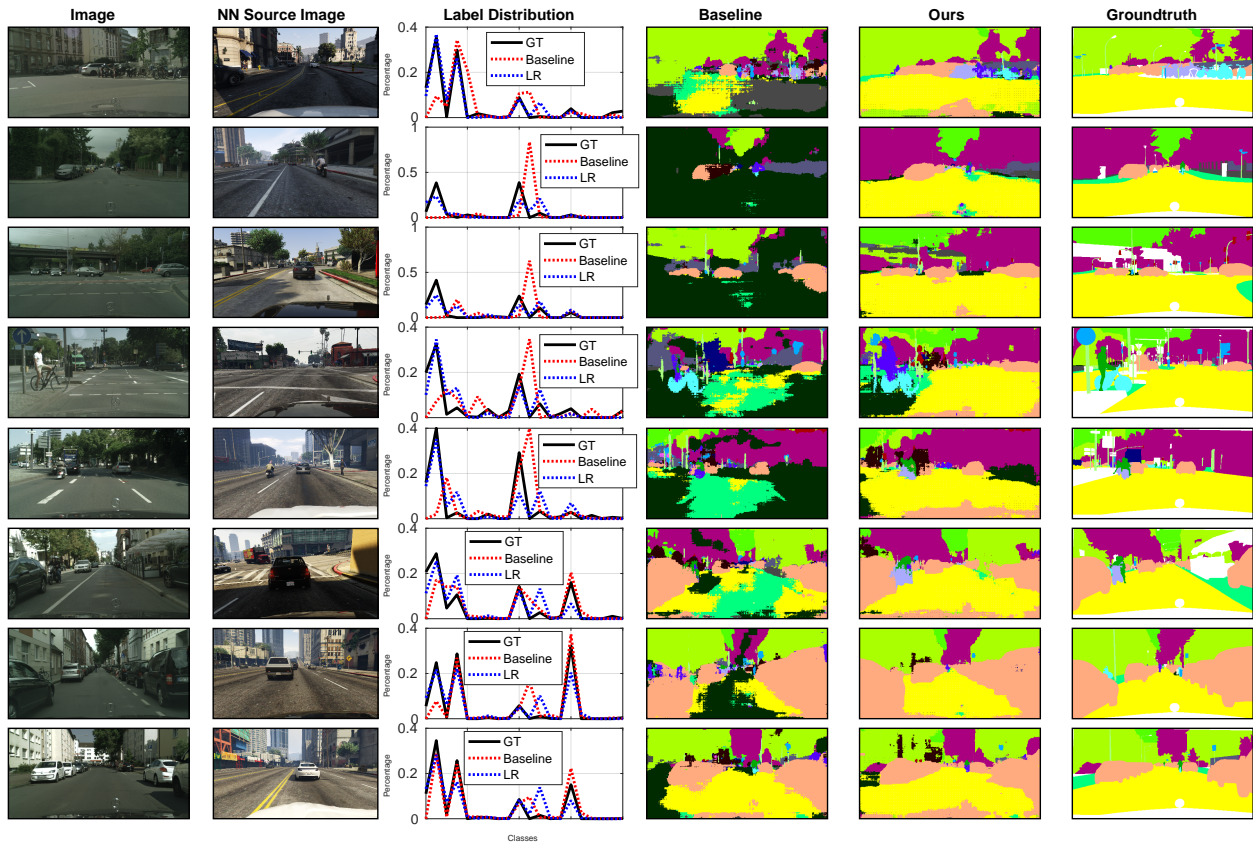 Image NN Source Image Label Distribution Baseline Ours Groundtruth
Percentage
0.4
0.2
0
GT
Baseline
LR
Percentage
1
0.5
0
GT
Baseline
LR
Percentage
1
0.5
0
GT
Baseline
LR
Percentage
0.4
0.2
0
GT
Baseline
LR
Percentage
0.4
0.2
0
GT
Baseline
LR
Percentage
0.4
0.2
0
GT
Baseline
LR
Percentage
0.4
0.2
0
GT
Baseline
LR
Percentage
0.4
0.2
0
GT
Baseline
LR
Classes